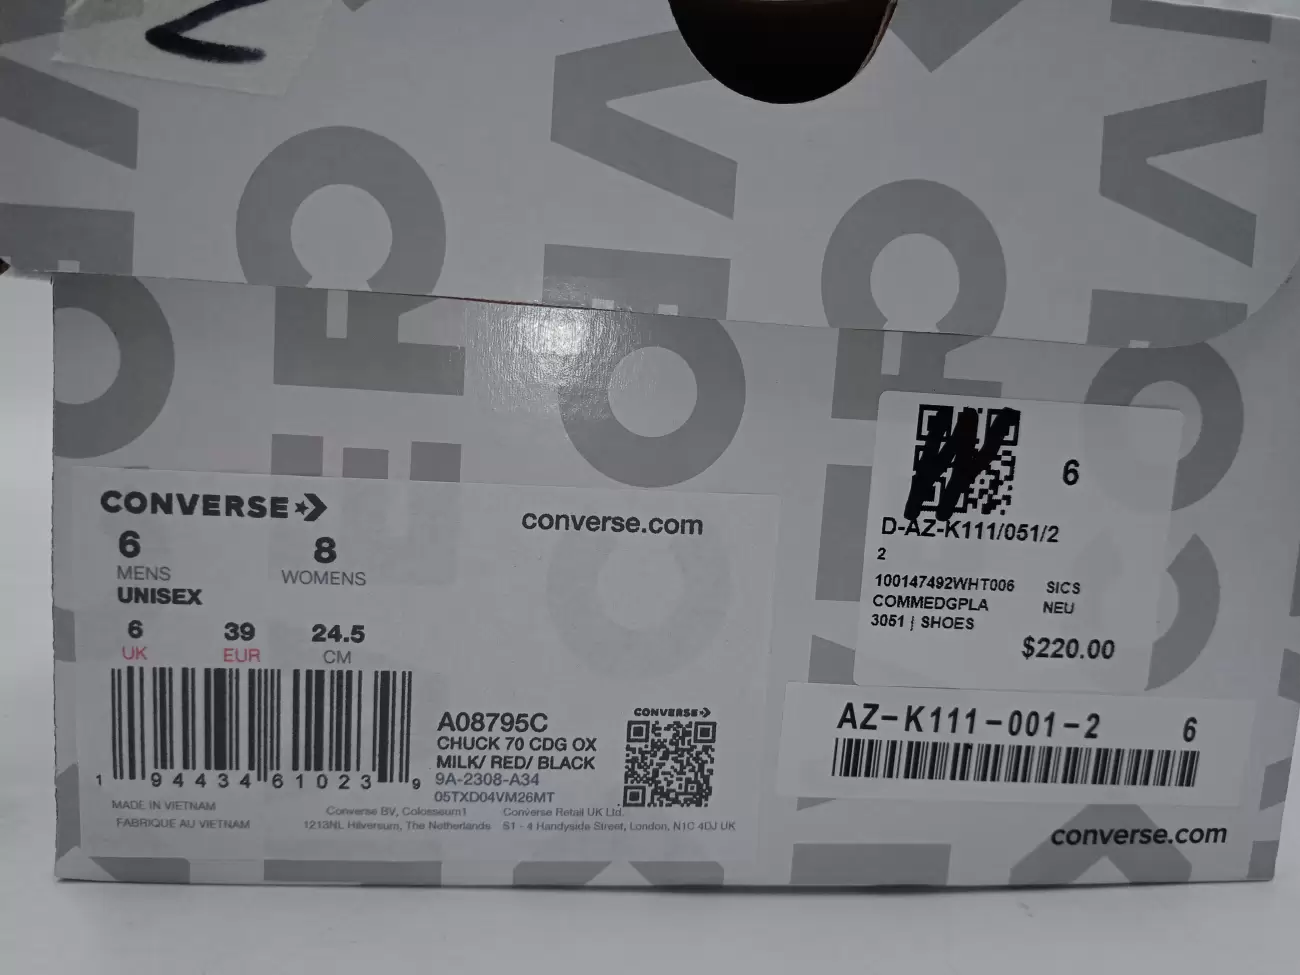 CONVERSE
converse.com
6 8
MENS WOMENS
UNISEX
6 39 24.5
UK EUR CM
1 94434 61023 9
A08795C
CHUCK 70 CDG OX
MILK/ RED/ BLACK
9A-2308-A34
05TXD04VM26MT
CONVERSE
MADE IN VIETNAM
FABRIQUE AU VIETNAM
Converse BV, Colosseum1
1213NL Hilversum, The Netherlands
Converse Retail UK Ltd.
S1 - 4 Handyside Street, London, N1C 4DJ UK
6
D-AZ-K111/051/2
2
100147492WHT006 SICS
COMMEDGPLA NEU
3051 | SHOES
$220.00
AZ-K111-001-2 6
converse.com